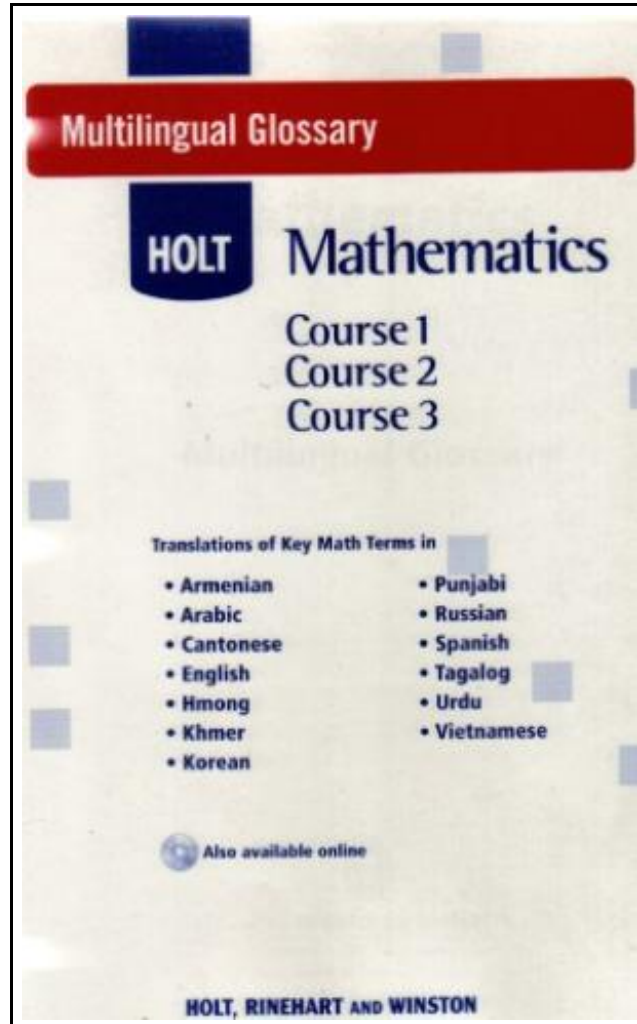 Multilingual Glossary
HOLT Mathematics
Course 1
Course 2
Course 3
Translations of Key Math Terms in
• Armenian
• Arabic
• Cantonese
• English
• Hmong
• Khmer
• Korean
• Punjabi
• Russian
• Spanish
• Tagalog
• Urdu
• Vietnamese
Also available online
HOLT, RINEHART AND WINSTON